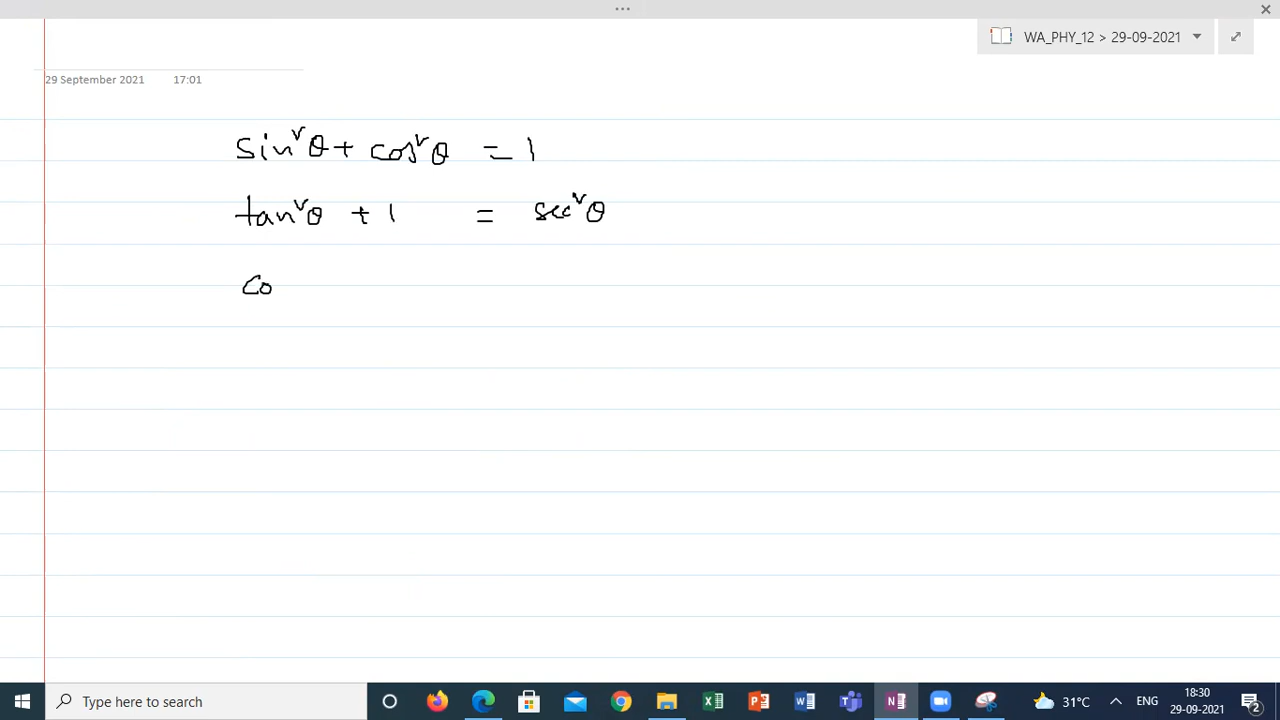 WA_PHY_12 > 29-09-2021
29 September 2021 17:01
sin²θ + cos²θ = 1
tan²θ + 1 = sec²θ
Co
Type here to search
31°C
ENG
18:30
29-09-2021
2